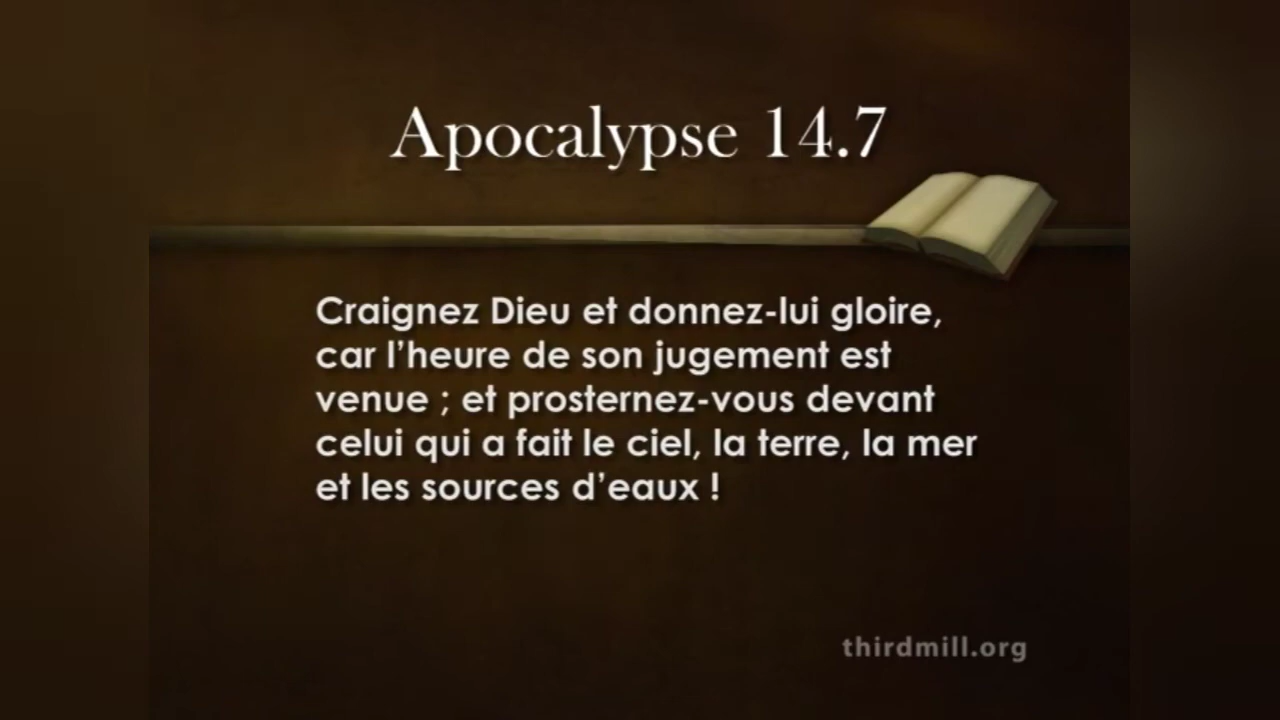 Apocalypse 14.7
Craignez Dieu et donnez-lui gloire,
car l’heure de son jugement est
venue ; et prosternez-vous devant
celui qui a fait le ciel, la terre, la mer
et les sources d’eaux !
thirdmill.org